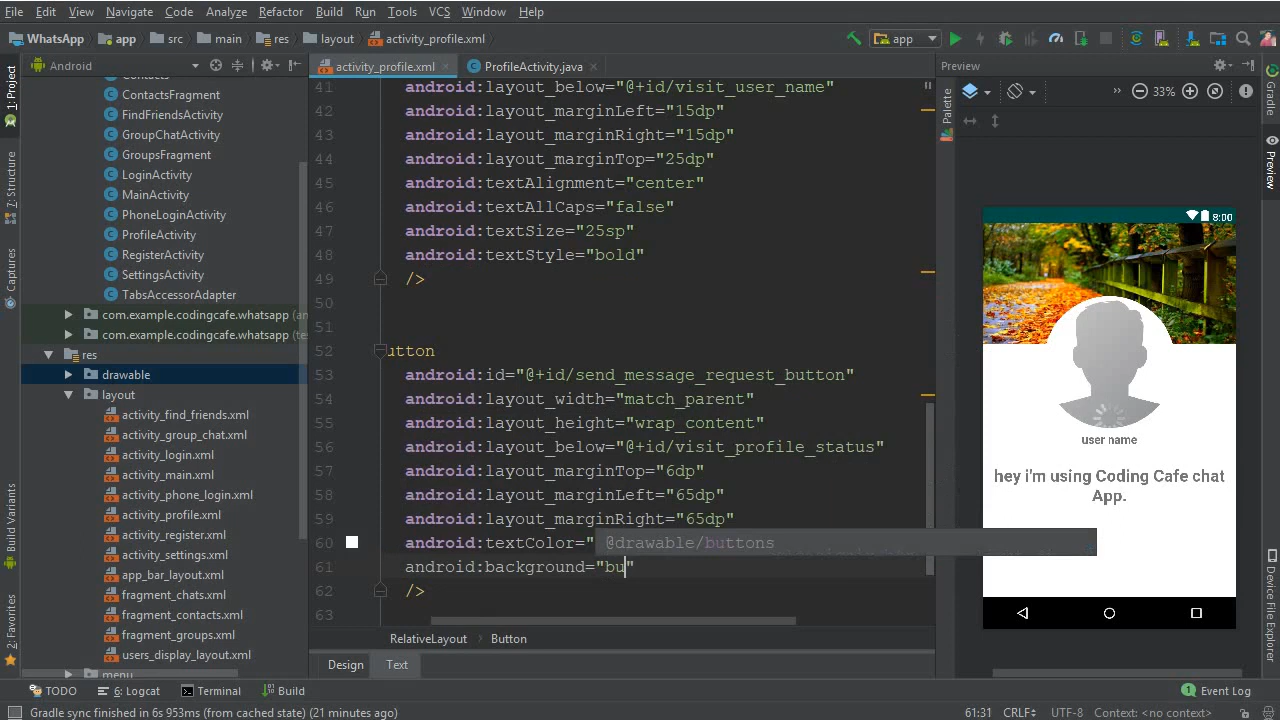 File Edit View Navigate Code Analyze Refactor Build Run Tools VCS Window Help
WhatsApp app src main res layout activity_profile.xml app
1: Project
Android
activity_profile.xml
ProfileActivity.java
Preview
Contacts
ContactsFragment
FindFriendsActivity
GroupChatActivity
GroupsFragment
LoginActivity
MainActivity
PhoneLoginActivity
ProfileActivity
RegisterActivity
SettingsActivity
TabsAccessorAdapter
com.example.codingcafe.whatsapp
com.example.codingcafe.whatsapp
res
drawable
layout
activity_find_friends.xml
activity_group_chat.xml
activity_login.xml
activity_main.xml
activity_phone_login.xml
activity_profile.xml
activity_register.xml
activity_settings.xml
app_bar_layout.xml
fragment_chats.xml
fragment_contacts.xml
fragment_groups.xml
users_display_layout.xml
menu
7: Structure
Captures
Build Variants
2: Favorites
41 android:layout_below="@+id/visit_user_name"
42 android:layout_marginLeft="15dp"
43 android:layout_marginRight="15dp"
44 android:layout_marginTop="25dp"
45 android:textAlignment="center"
46 android:textAllCaps="false"
47 android:textSize="25sp"
48 android:textStyle="bold"
49 />
50
51
52 utton
53 android:id="@+id/send_message_request_button"
54 android:layout_width="match_parent"
55 android:layout_height="wrap_content"
56 android:layout_below="@+id/visit_profile_status"
57 android:layout_marginTop="6dp"
58 android:layout_marginLeft="65dp"
59 android:layout_marginRight="65dp"
60 android:textColor="
@drawable/buttons
61 android:background="bu"
62 />
63
RelativeLayout Button
Design Text
Palette
33%
8:00
user name
hey i'm using Coding Cafe chat
App.
Gradle
Preview
Device File Explorer
TODO 6: Logcat Terminal Build
1 Event Log
Gradle sync finished in 6s 953ms (from cached state) (21 minutes ago)
61:31 CRLF UTF-8 Context: <no context>